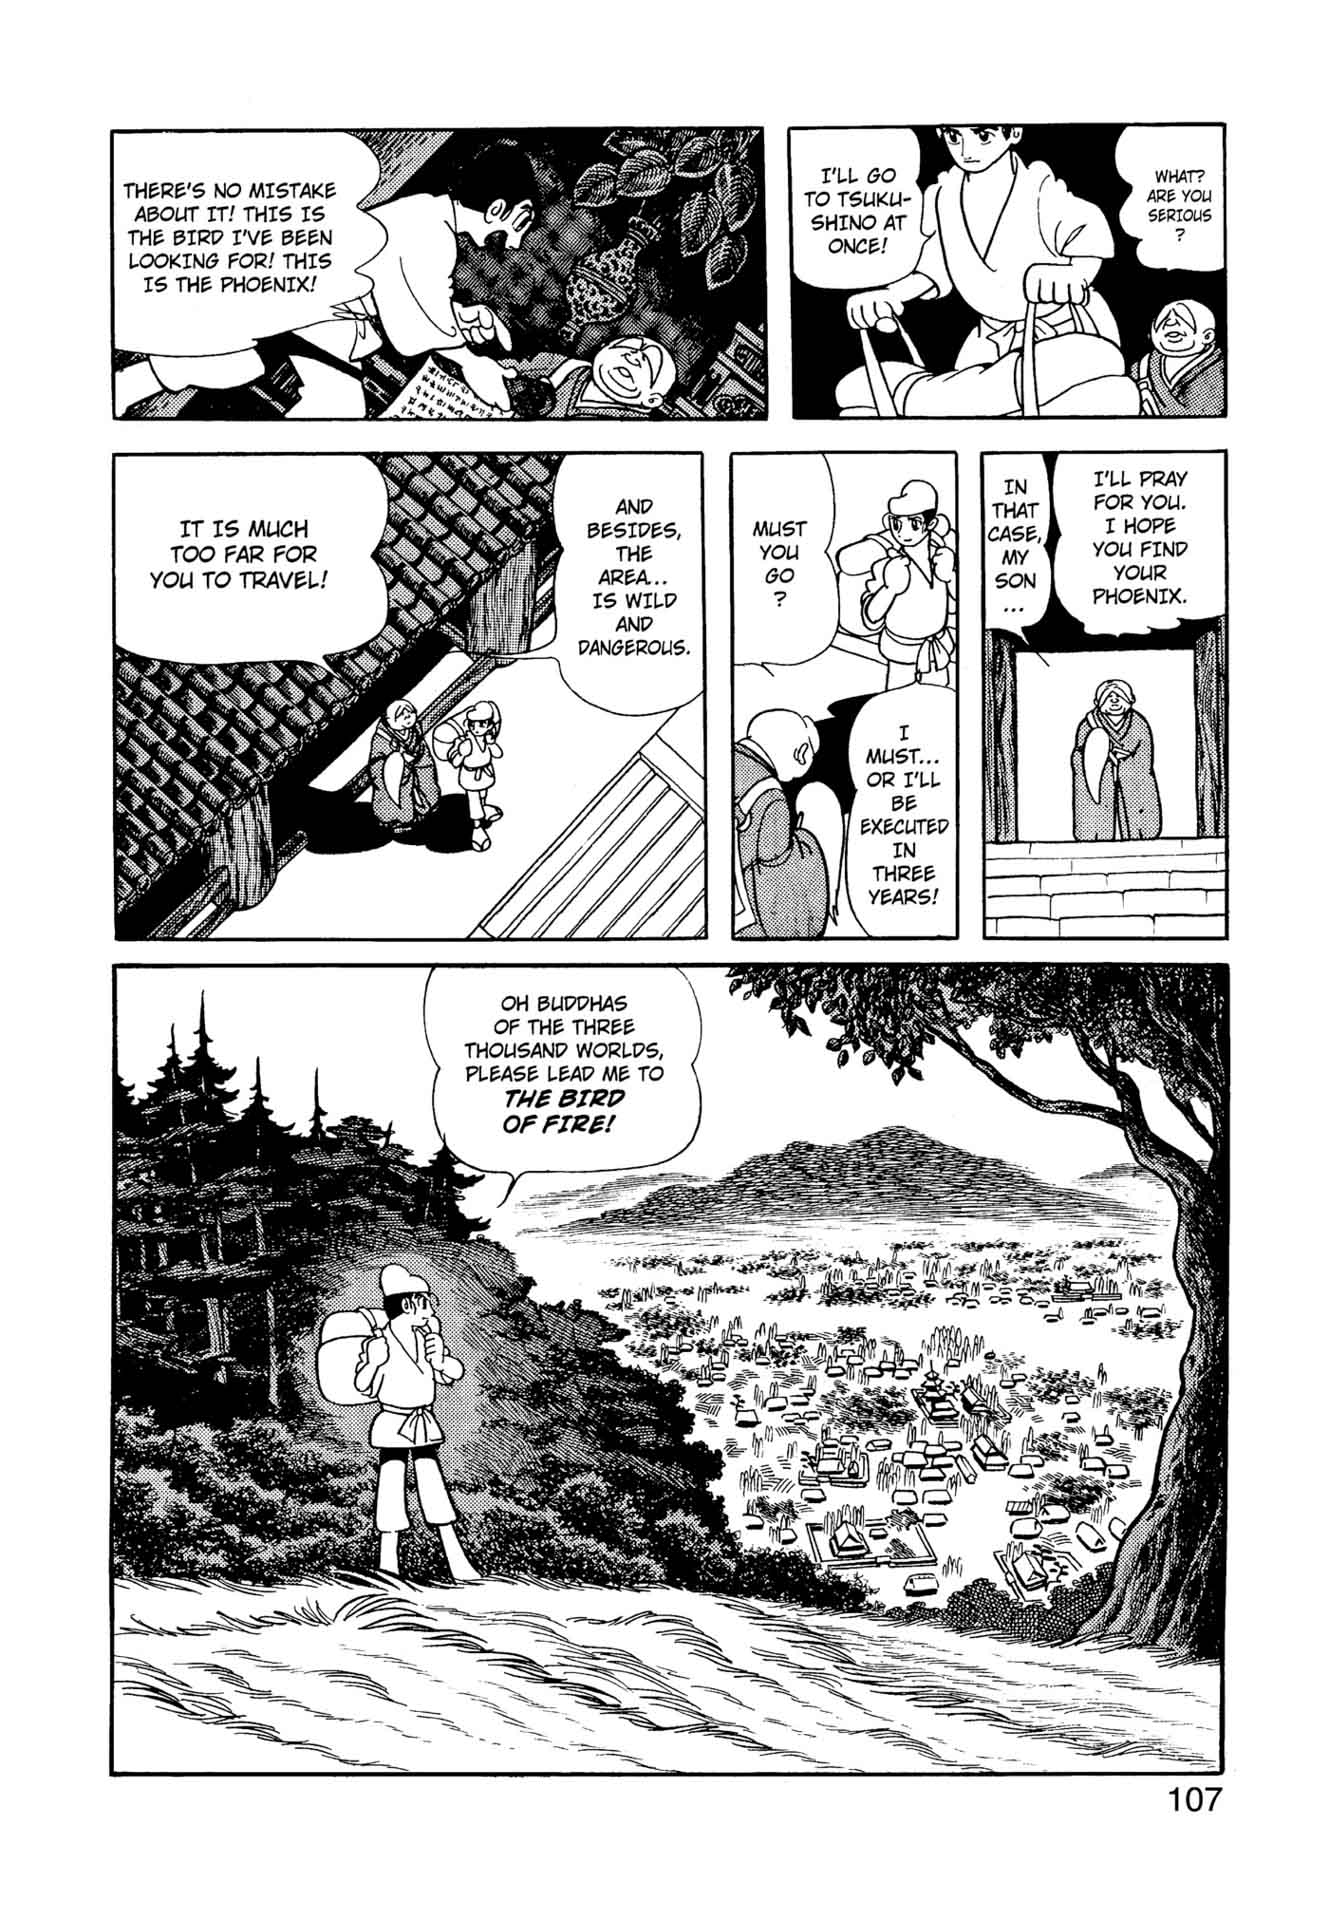 THERE'S NO MISTAKE
ABOUT IT! THIS IS
THE BIRD I'VE BEEN
LOOKING FOR! THIS
IS THE PHOENIX!
I'LL GO
TO TSUKU-
SHINO AT
ONCE!
WHAT?
ARE YOU
SERIOUS
?
IT IS MUCH
TOO FAR FOR
YOU TO TRAVEL!
AND
BESIDES,
THE
AREA...
IS WILD
AND
DANGEROUS.
MUST
YOU
GO
?
I
MUST...
OR I'LL
BE
EXECUTED
IN
THREE
YEARS!
IN
THAT
CASE,
MY
SON
...
I'LL PRAY
FOR YOU.
I HOPE
YOU FIND
YOUR
PHOENIX.
OH BUDDHAS
OF THE THREE
THOUSAND WORLDS,
PLEASE LEAD ME TO
THE BIRD
OF FIRE!
107